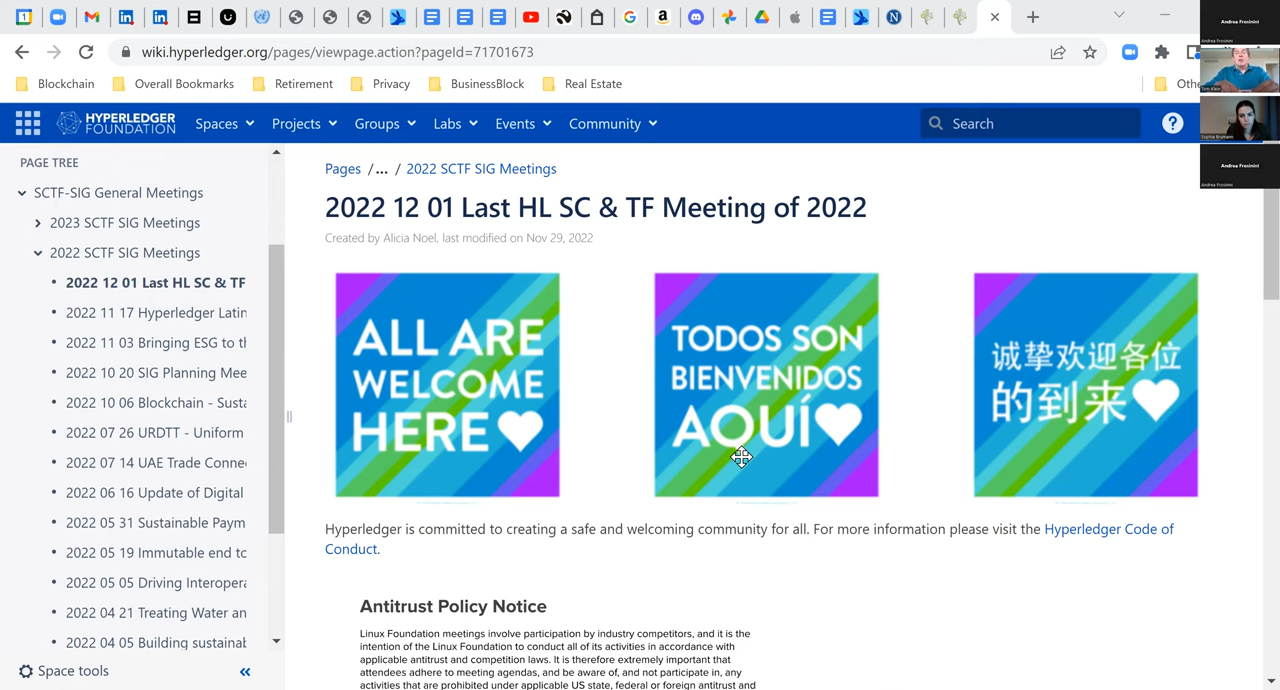 wiki.hyperledger.org/pages/viewpage.action?pageId=71701673
Blockchain
Overall Bookmarks
Retirement
Privacy
BusinessBlock
Real Estate
HYPERLEDGER
FOUNDATION
Spaces
Projects
Groups
Labs
Events
Community
Search
?
Andrea Frosinini
Andrea Frosinini
Tom Klein
Andrea Frosinini
Andrea Frosinini
PAGE TREE
SCTF-SIG General Meetings
2023 SCTF SIG Meetings
2022 SCTF SIG Meetings
2022 12 01 Last HL SC & TF
2022 11 17 Hyperledger Latin
2022 11 03 Bringing ESG to th
2022 10 20 SIG Planning Mee
2022 10 06 Blockchain - Susta
2022 07 26 URDTT - Uniform
2022 07 14 UAE Trade Conne
2022 06 16 Update of Digital
2022 05 31 Sustainable Paym
2022 05 19 Immutable end to
2022 05 05 Driving Interopera
2022 04 21 Treating Water an
2022 04 05 Building sustainab
Space tools
Pages /... / 2022 SCTF SIG Meetings
2022 12 01 Last HL SC & TF Meeting of 2022
Created by Alicia Noel, last modified on Nov 29, 2022
ALL ARE
WELCOME
HERE
TODOS SON
BIENVENIDOS
AQUÍ
诚挚欢迎各位
的到来
Hyperledger is committed to creating a safe and welcoming community for all. For more information please visit the Hyperledger Code of
Conduct.
Antitrust Policy Notice
Linux Foundation meetings involve participation by industry competitors, and it is the
intention of the Linux Foundation to conduct all of its activities in accordance with
applicable antitrust and competition laws. It is therefore extremely important that
attendees adhere to meeting agendas, and be aware of, and not participate in, any
activities that are prohibited under applicable US state, federal or foreign antitrust and